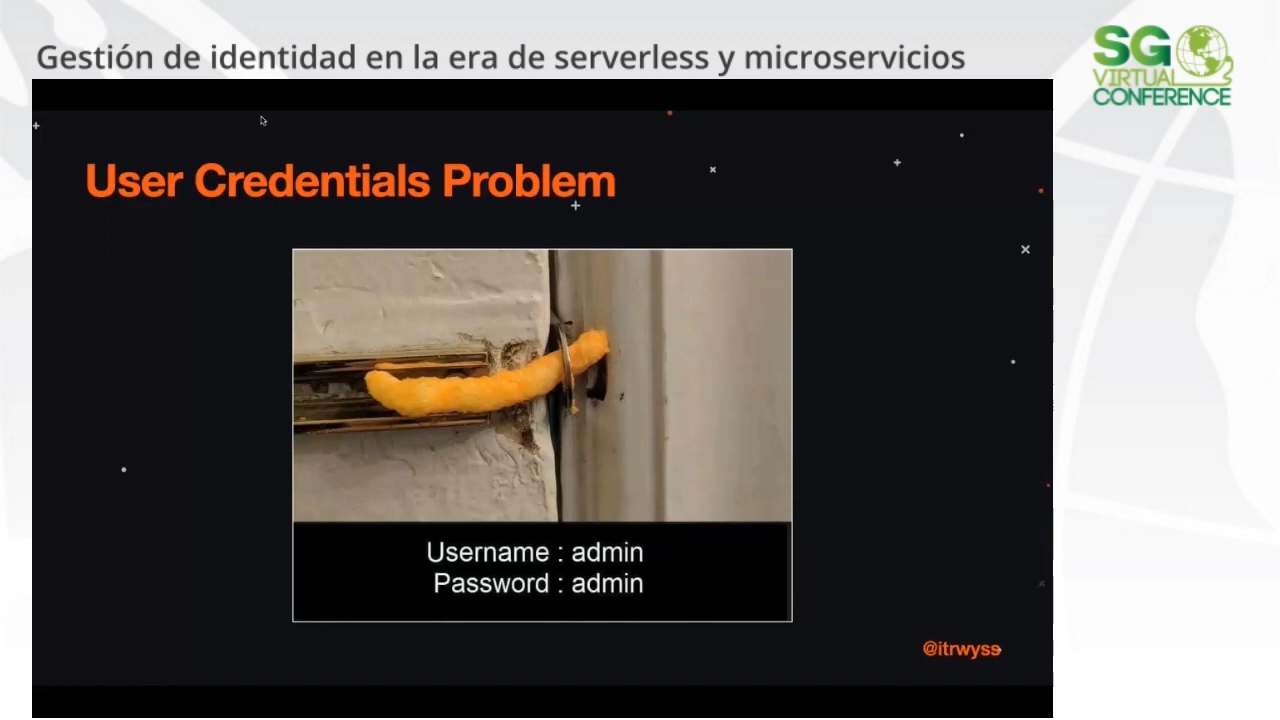 Gestión de identidad en la era de serverless y microservicios
SG
VIRTUAL
CONFERENCE
User Credentials Problem
Username : admin
Password : admin
@itrwyss